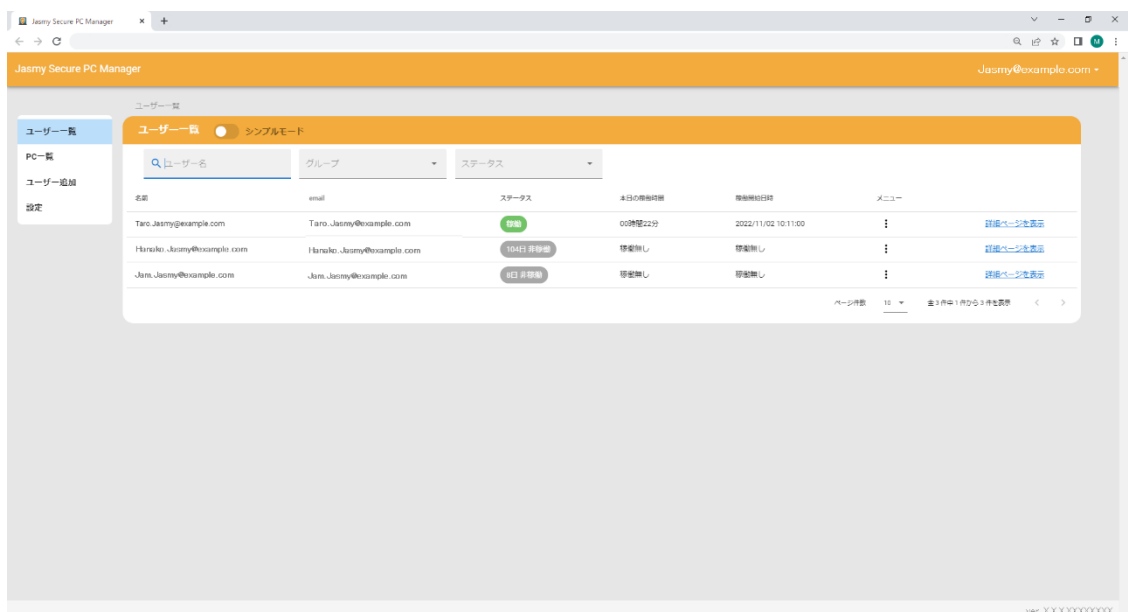 Jasmy Secure PC Manager
M
Jasmy Secure PC Manager Jasmy@example.com
ユーザー一覧
ユーザー一覧
PC一覧
ユーザー追加
設定
ユーザー一覧 シンプルモード
ユーザー名 グループ ステータス
名前 email ステータス 本日の稼働時間 稼働開始日時 メニュー
Taro.Jasmy@example.com Taro.Jasmy@example.com 稼働 00時間22分 2022/11/02 10:11:00 詳細ページを表示
Hanako.Jasmy@example.com Hanako.Jasmy@example.com 104日 非稼働 稼働無し 稼働無し 詳細ページを表示
Jam.Jasmy@example.com Jam.Jasmy@example.com 8日 非稼働 稼働無し 稼働無し 詳細ページを表示
ページ件数 10 全3件中1件から3件を表示